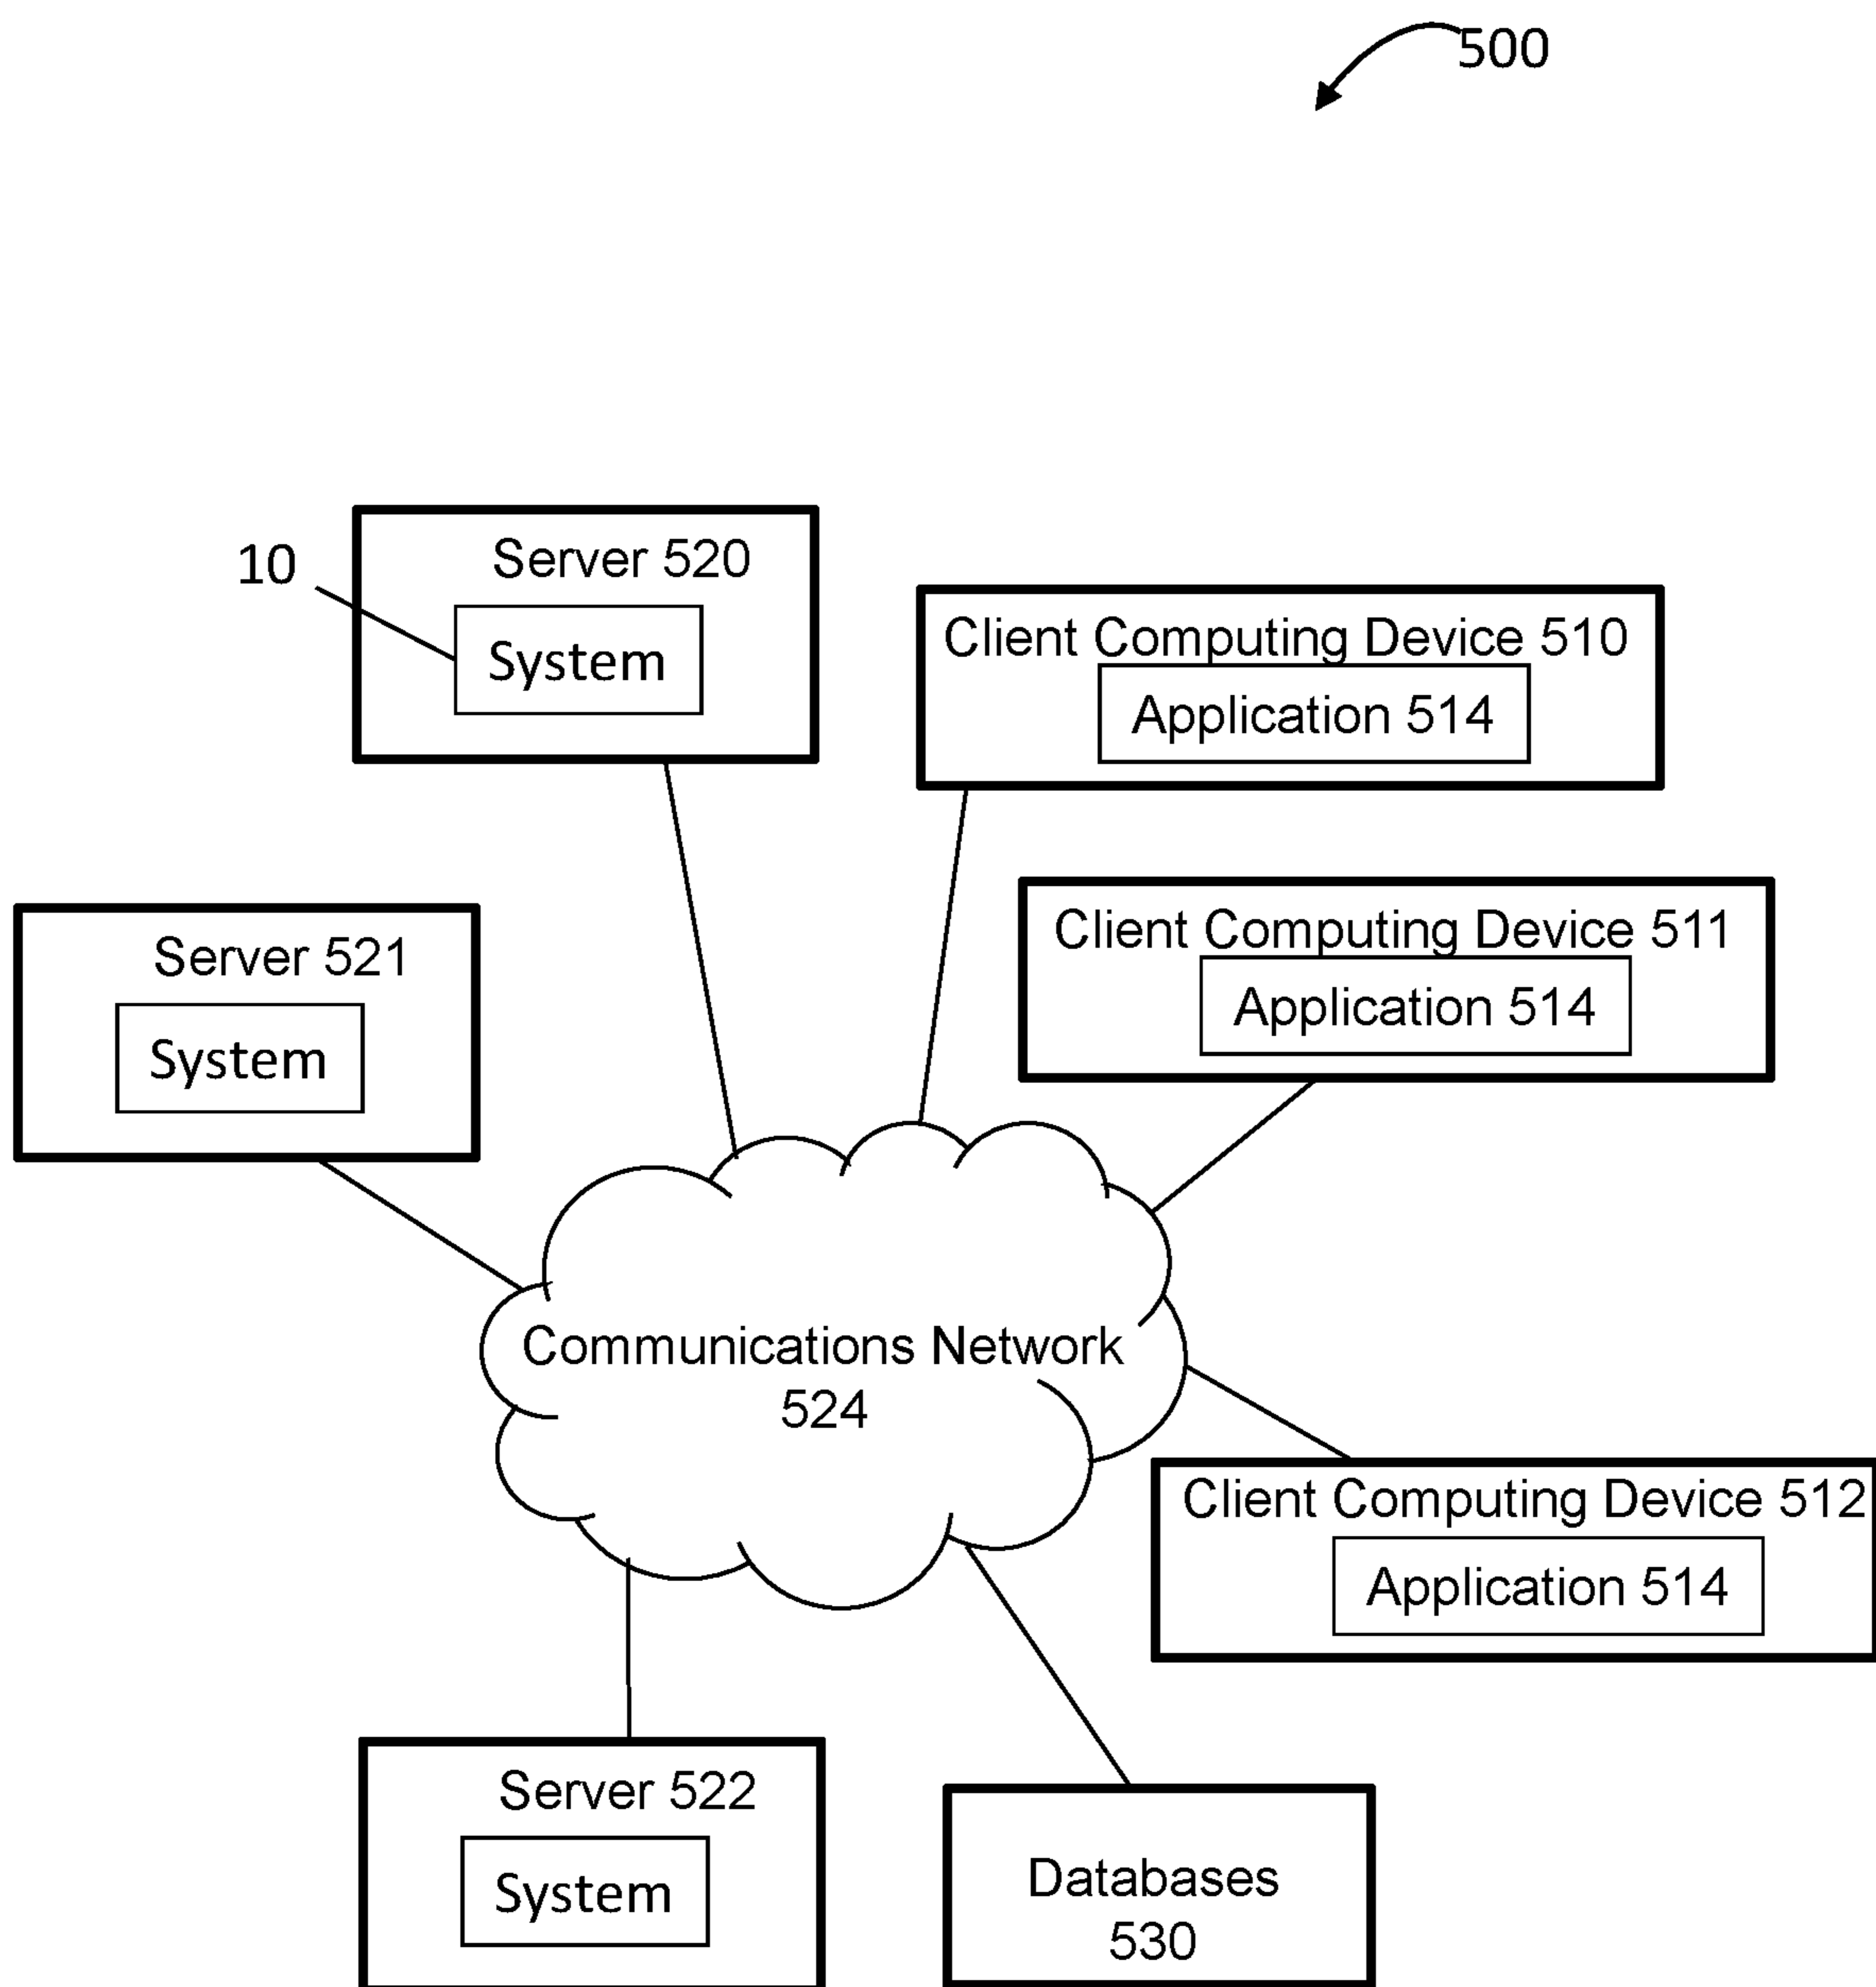 500
10
Server 520
System
Client Computing Device 510
Application 514
Server 521
System
Client Computing Device 511
Application 514
Communications Network
524
Client Computing Device 512
Application 514
Server 522
System
Databases
530